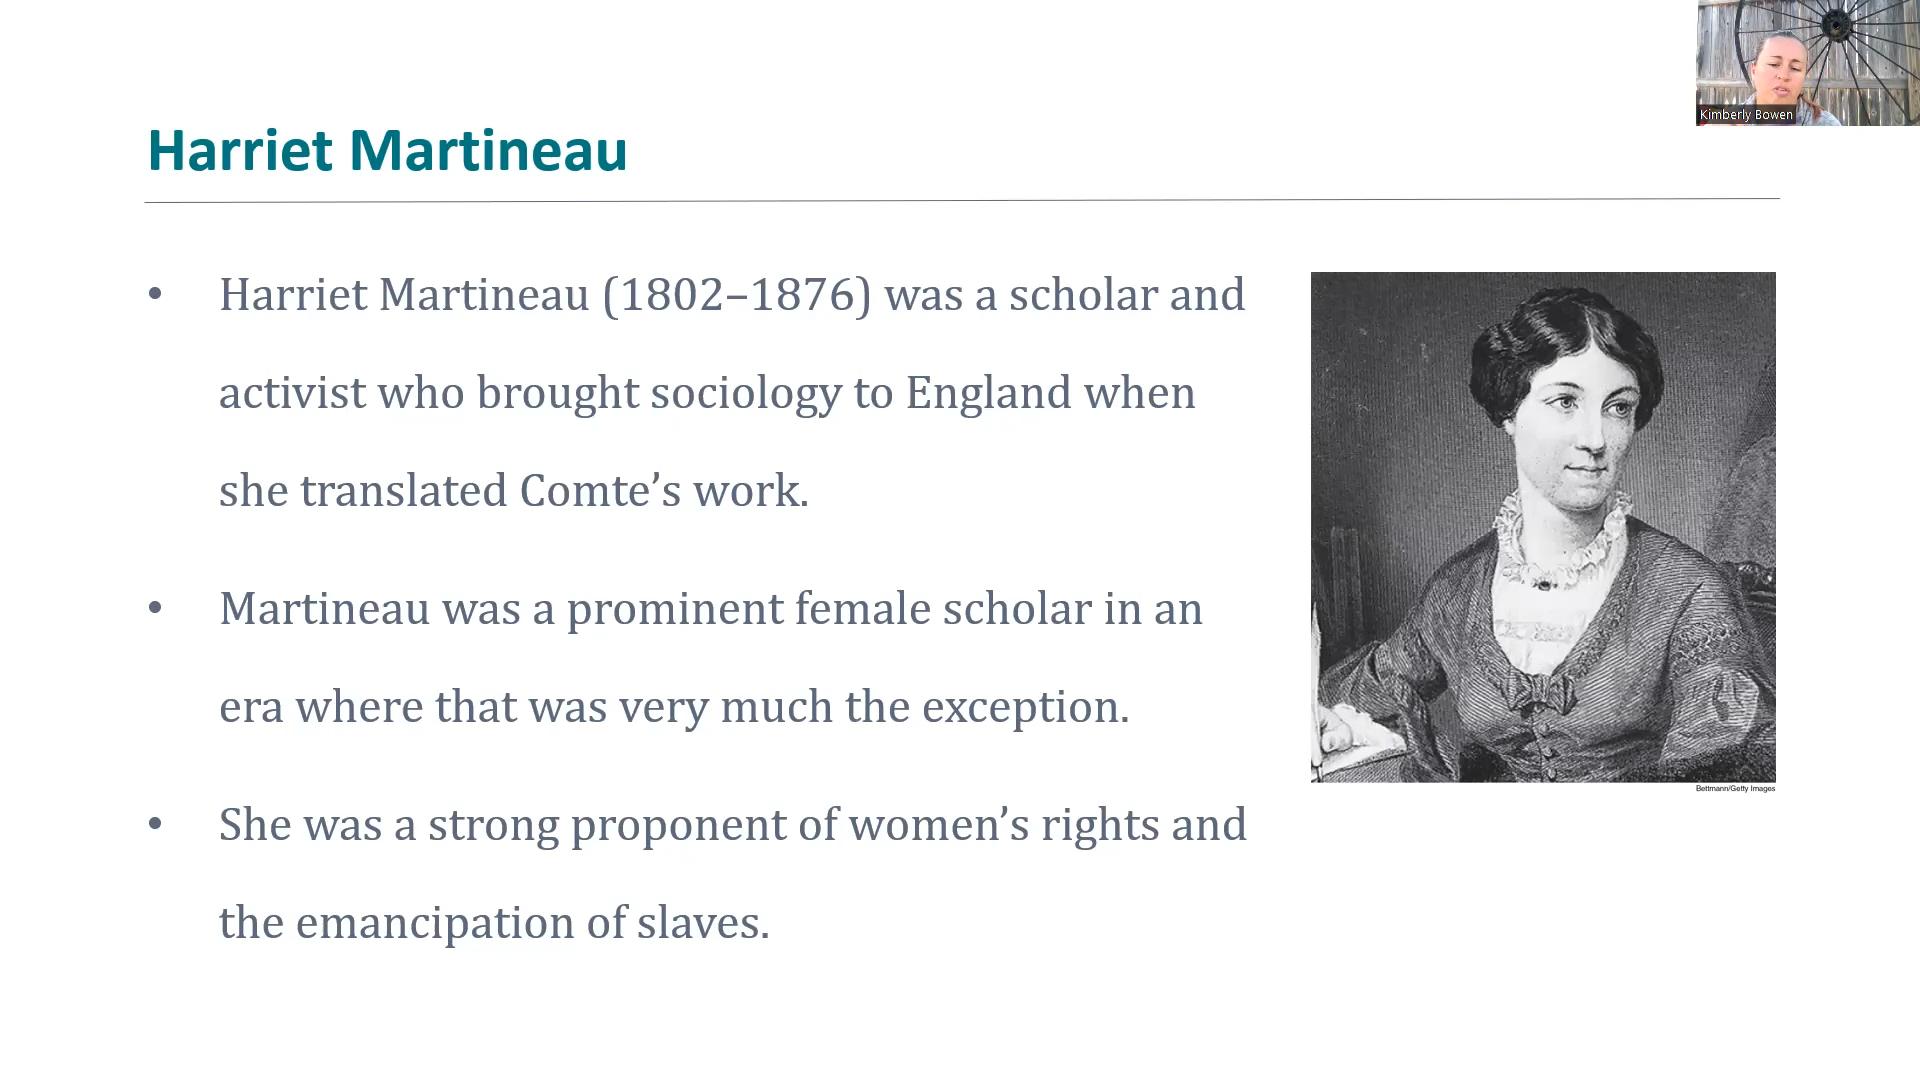 Kimberly Bowen
Harriet Martineau
• Harriet Martineau (1802–1876) was a scholar and
activist who brought sociology to England when
she translated Comte’s work.
• Martineau was a prominent female scholar in an
era where that was very much the exception.
• She was a strong proponent of women’s rights and
the emancipation of slaves.
Bettmann/Getty Images